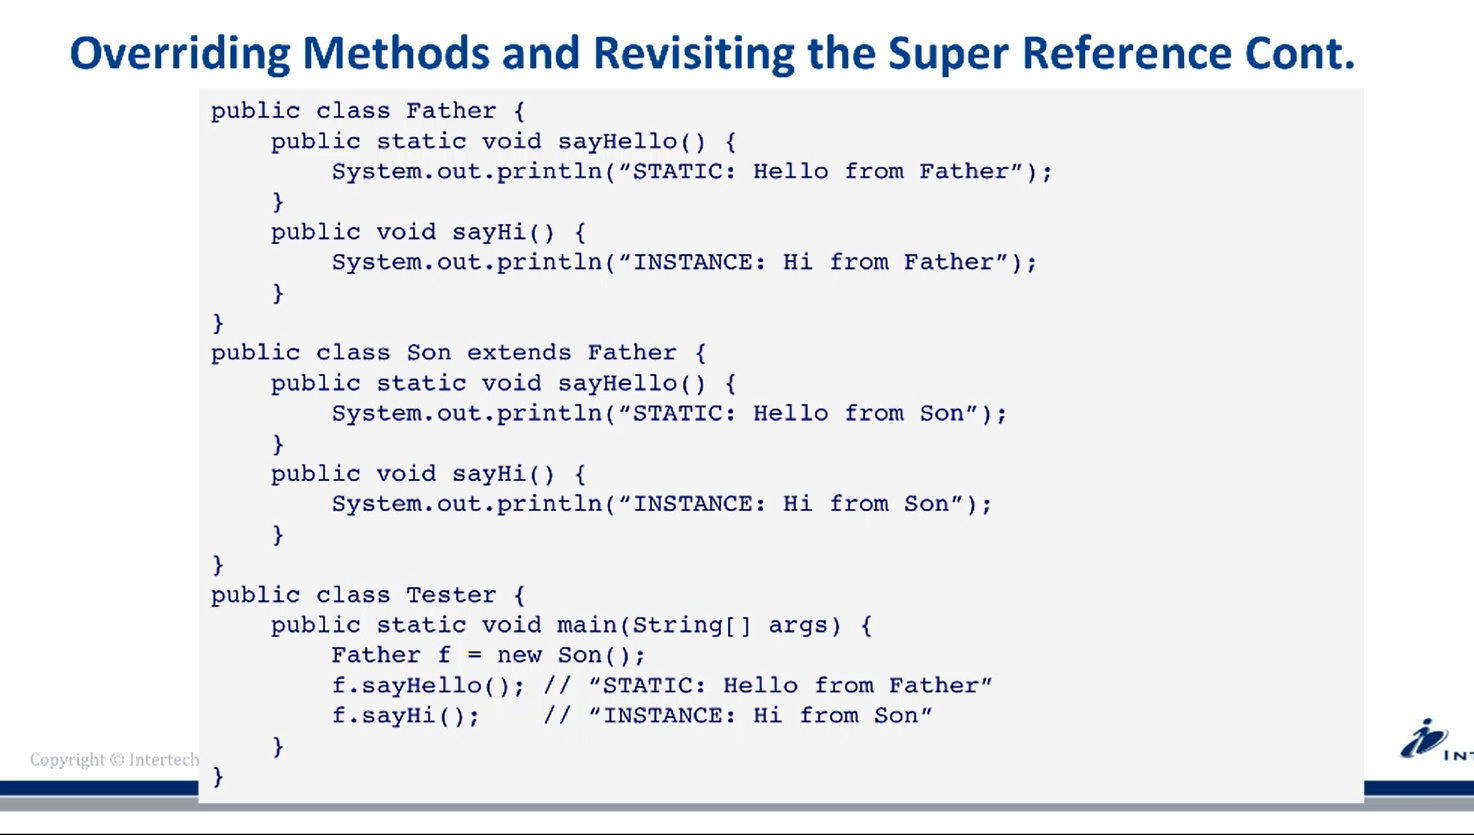 Overriding Methods and Revisiting the Super Reference Cont.
public class Father {
    public static void sayHello() {
        System.out.println(“STATIC: Hello from Father”);
    }
    public void sayHi() {
        System.out.println(“INSTANCE: Hi from Father”);
    }
}
public class Son extends Father {
    public static void sayHello() {
        System.out.println(“STATIC: Hello from Son”);
    }
    public void sayHi() {
        System.out.println(“INSTANCE: Hi from Son”);
    }
}
public class Tester {
    public static void main(String[] args) {
        Father f = new Son();
        f.sayHello(); // “STATIC: Hello from Father”
        f.sayHi();    // “INSTANCE: Hi from Son”
    }
}
Copyright © Intertech